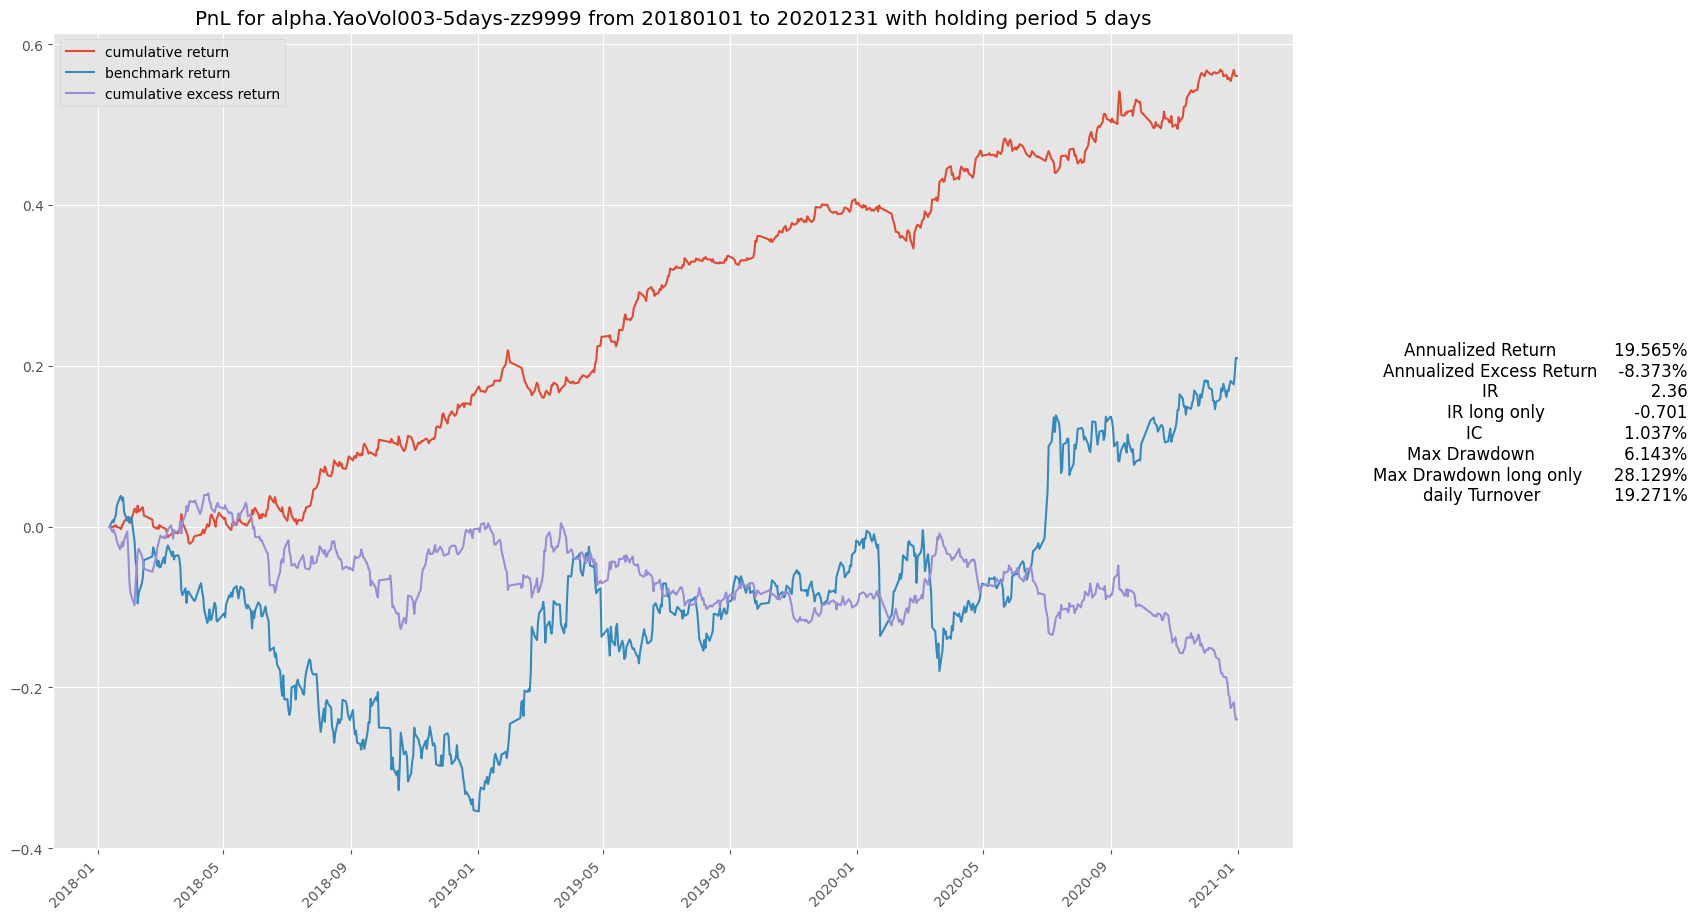 PnL for alpha.YaoVol003-5days-zz9999 from 20180101 to 20201231 with holding period 5 days
cumulative return
benchmark return
cumulative excess return
0.6
0.4
0.2
0.0
−0.2
−0.4
2018-01
2018-05
2018-09
2019-01
2019-05
2019-09
2020-01
2020-05
2020-09
2021-01
Annualized Return 19.565%
Annualized Excess Return -8.373%
IR 2.36
IR long only -0.701
IC 1.037%
Max Drawdown 6.143%
Max Drawdown long only 28.129%
daily Turnover 19.271%